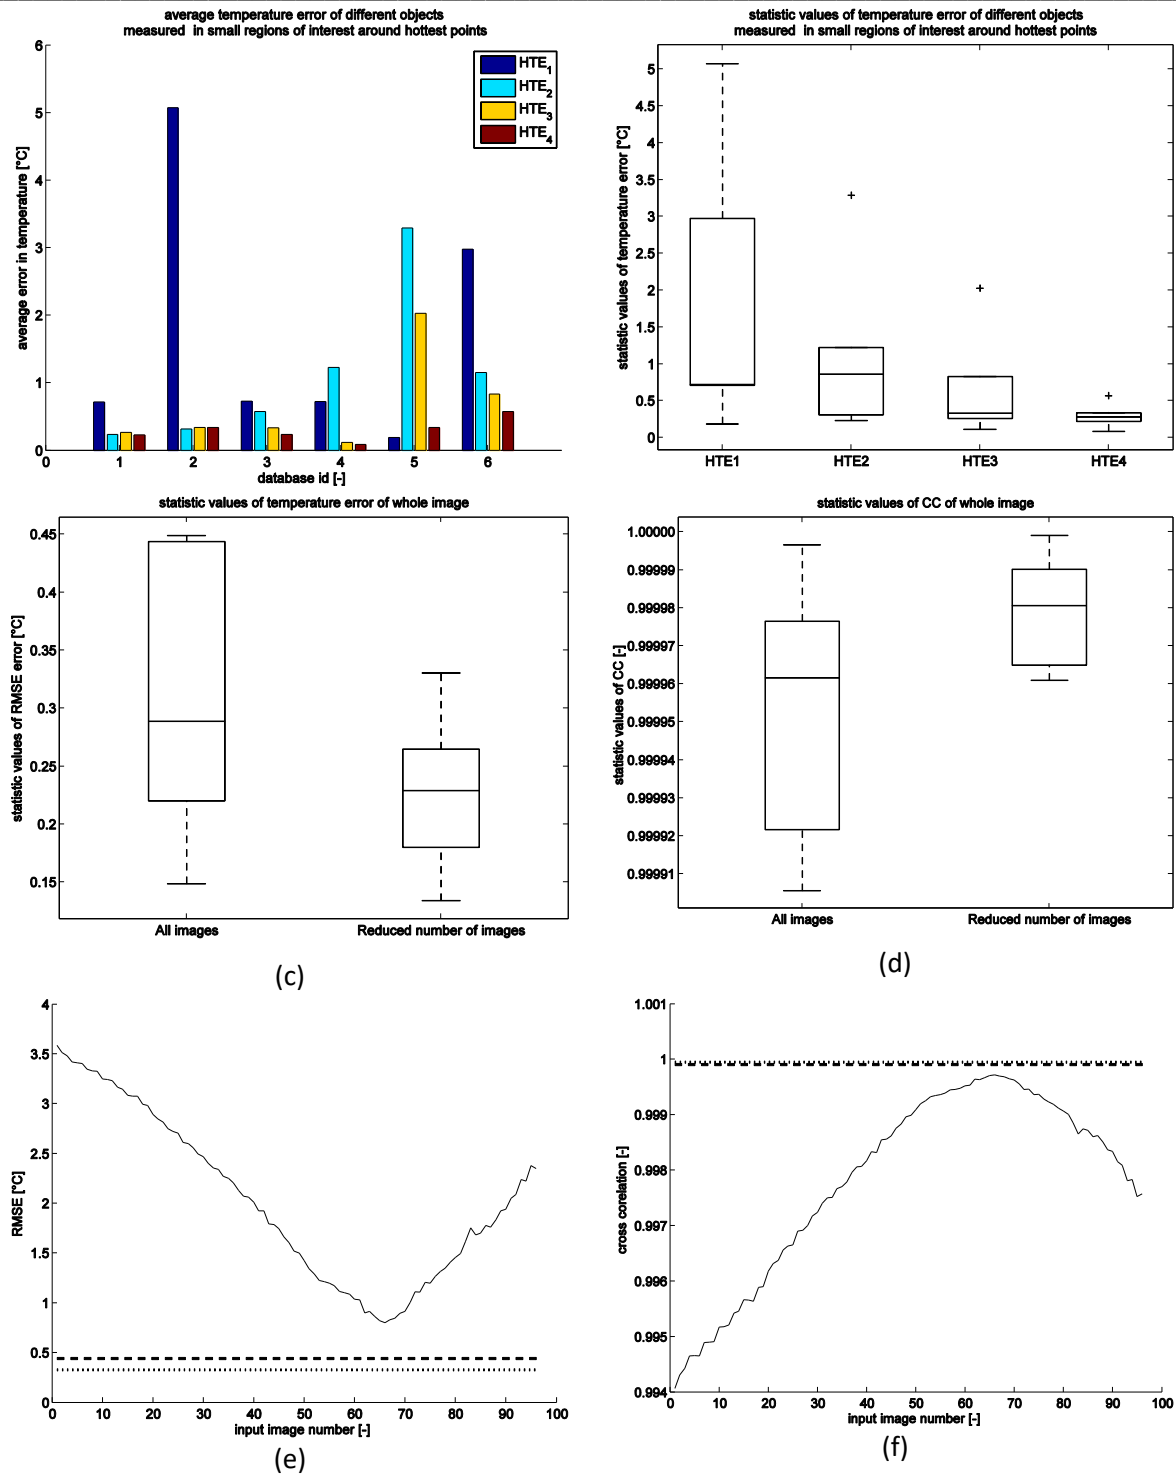 average temperature error of different objects
measured in small regions of interest around hottest points
6
5
4
3
2
1
0
average error in temperature [°C]
HTE1
HTE2
HTE3
HTE4
0 1 2 3 4 5 6
database id [-]
statistic values of temperature error of different objects
measured in small regions of interest around hottest points
5
4.5
4
3.5
3
2.5
2
1.5
1
0.5
0
statistic values of temperature error [°C]
HTE1 HTE2 HTE3 HTE4
statistic values of temperature error of whole image
0.45
0.4
0.35
0.3
0.25
0.2
0.15
statistic values of RMSE error [°C]
All images Reduced number of images
(c)
statistic values of CC of whole image
1.00000
0.99999
0.99998
0.99997
0.99996
0.99995
0.99994
0.99993
0.99992
0.99991
statistic values of CC [-]
All images Reduced number of images
(d)
4
3.5
3
2.5
2
1.5
1
0.5
0
RMSE [°C]
0 10 20 30 40 50 60 70 80 90 100
input image number [-]
(e)
1.001
1
0.999
0.998
0.997
0.996
0.995
0.994
cross corelation [-]
0 10 20 30 40 50 60 70 80 90 100
input image number [-]
(f)